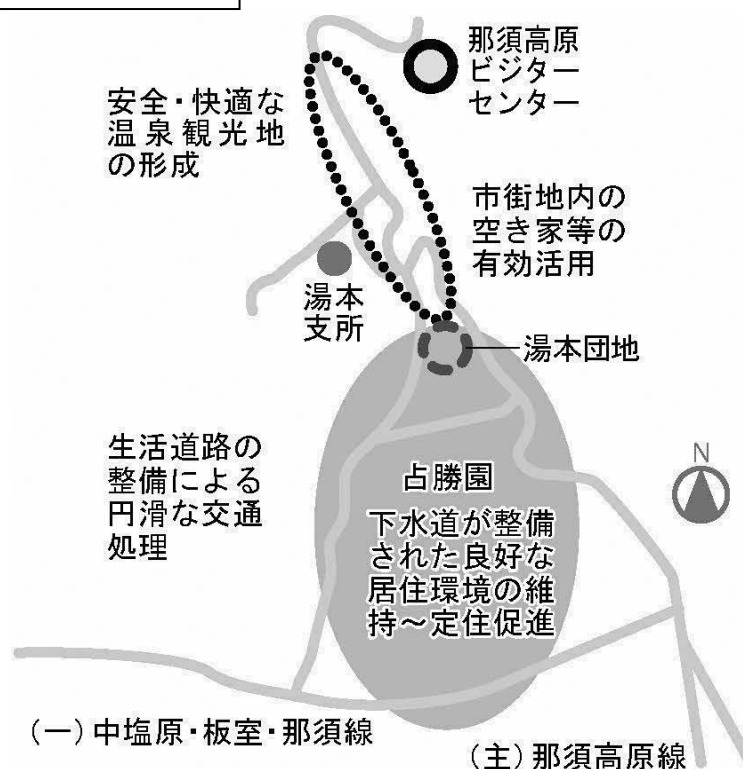 那須高原
ビジター
センター
安全・快適な
温泉観光地
の形成
市街地内の
空き家等の
有効活用
湯本
支所
湯本団地
生活道路の
整備による
円滑な交通
処理
N
占勝園
下水道が整備
された良好な
居住環境の維
持～定住促進
（一）中塩原・板室・那須線
（主）那須高原線